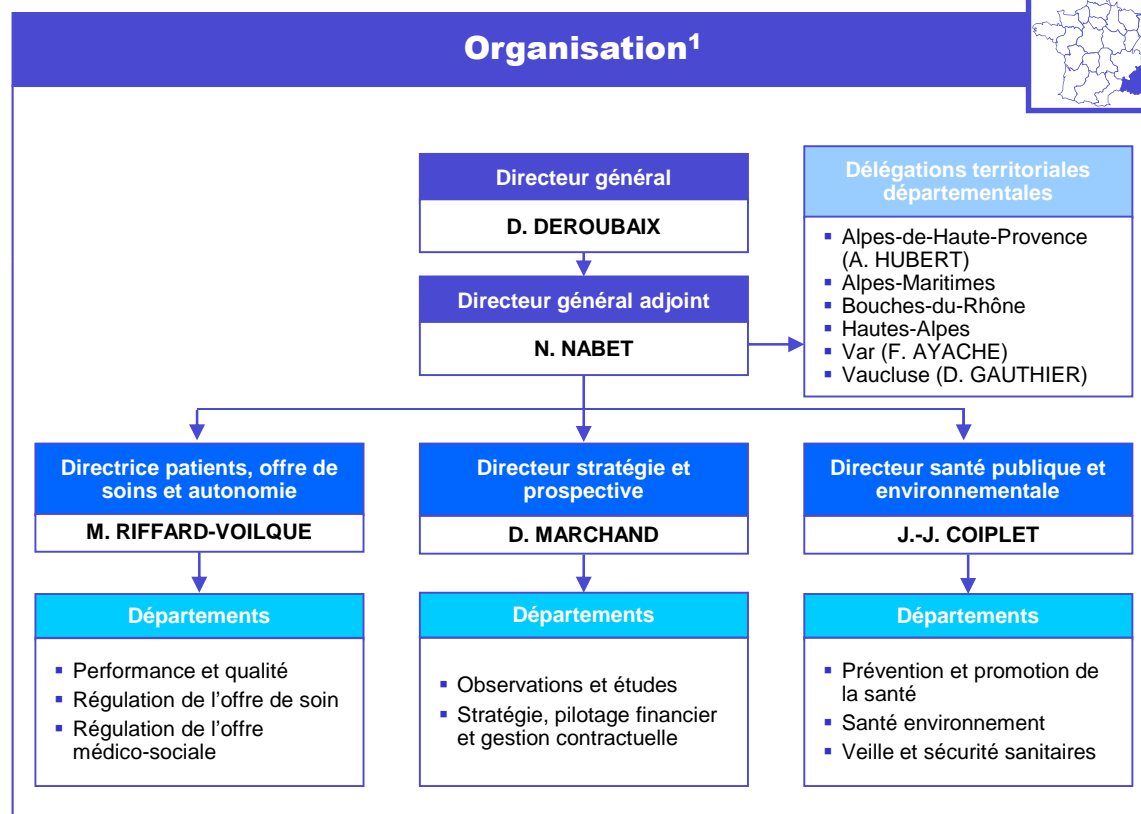 Organisation¹
Directeur général
D. DEROUBAIX
Directeur général adjoint
N. NABET
Délégations territoriales
départementales
▪ Alpes-de-Haute-Provence
(A. HUBERT)
▪ Alpes-Maritimes
▪ Bouches-du-Rhône
▪ Hautes-Alpes
▪ Var (F. AYACHE)
▪ Vaucluse (D. GAUTHIER)
Directrice patients, offre de
soins et autonomie
M. RIFFARD-VOILQUE
Départements
▪ Performance et qualité
▪ Régulation de l’offre de soin
▪ Régulation de l’offre
médico-sociale
Directeur stratégie et
prospective
D. MARCHAND
Départements
▪ Observations et études
▪ Stratégie, pilotage financier
et gestion contractuelle
Directeur santé publique et
environnementale
J.-J. COIPLET
Départements
▪ Prévention et promotion de
la santé
▪ Santé environnement
▪ Veille et sécurité sanitaires